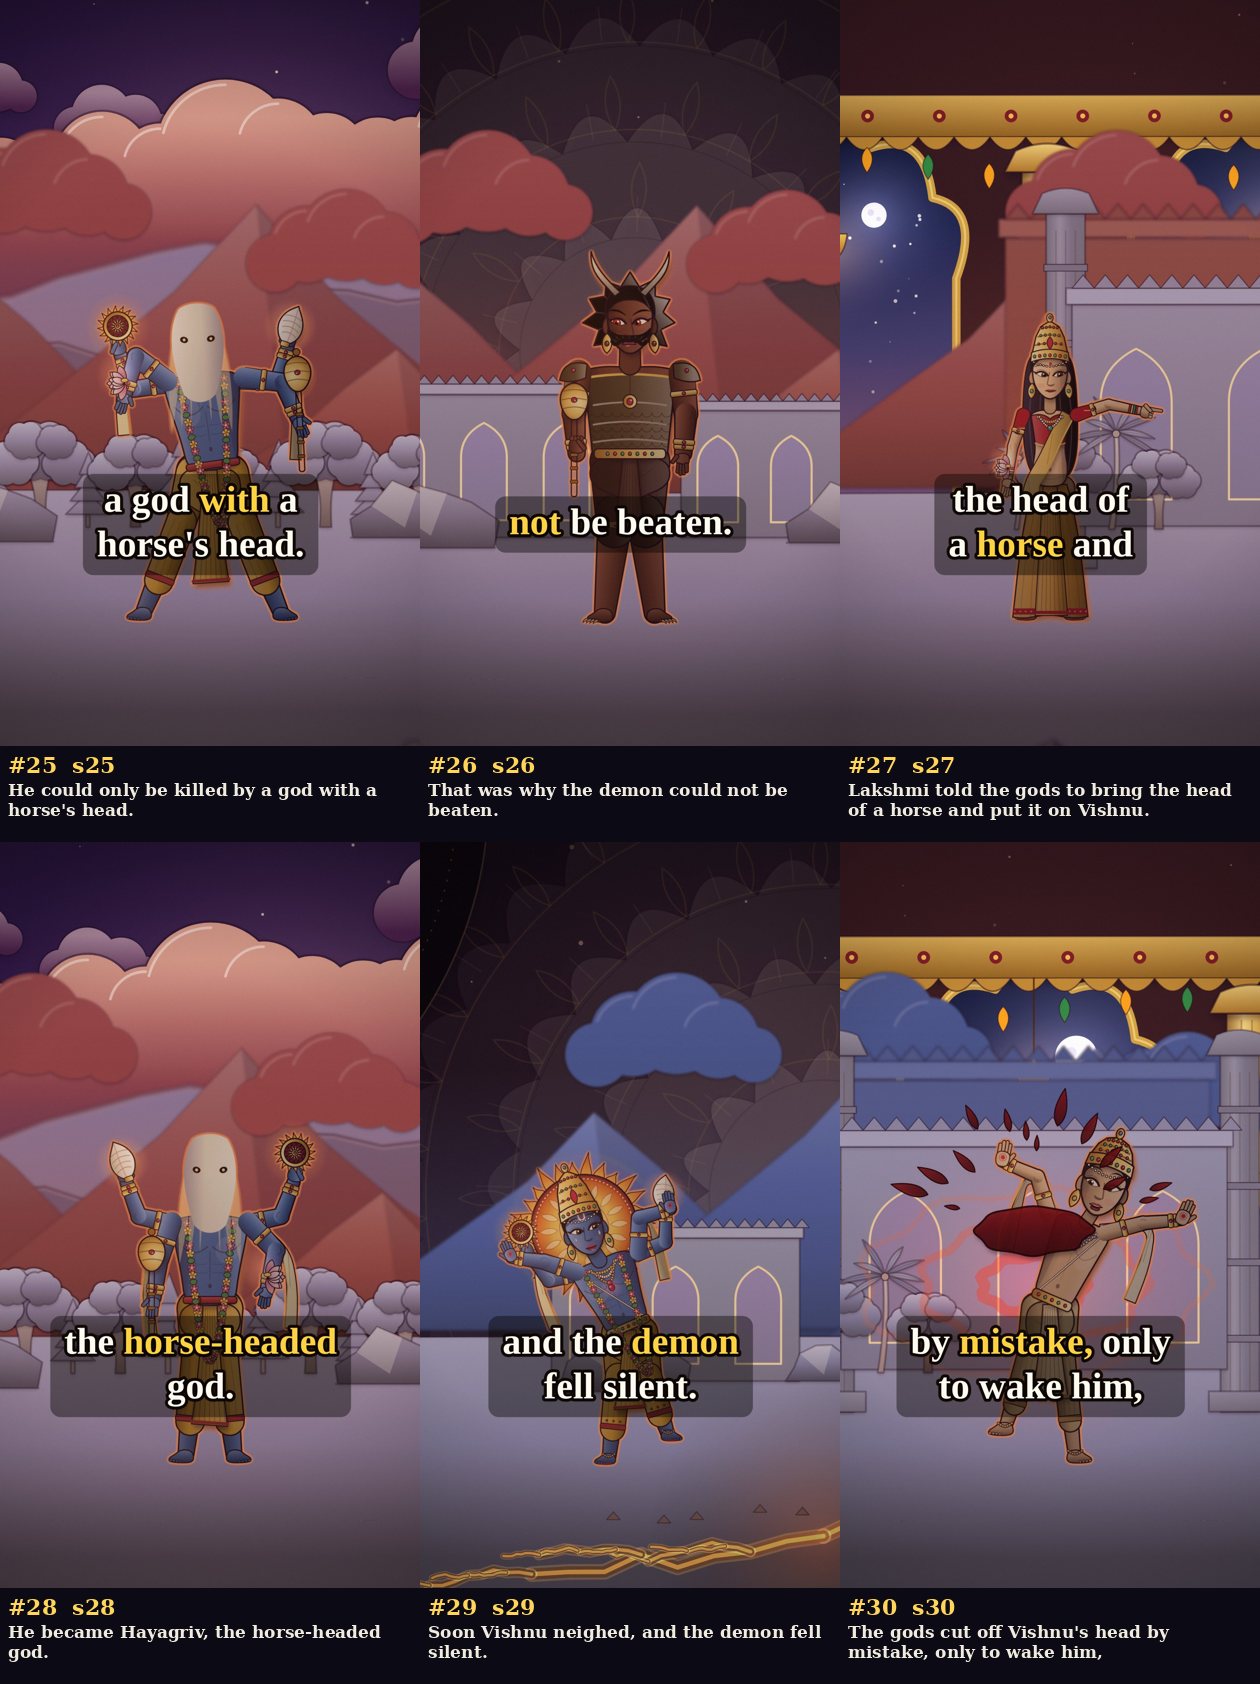 a god with a
horse's head.
not be beaten.
the head of
a horse and
#25 s25
He could only be killed by a god with a
horse's head.
#26 s26
That was why the demon could not be
beaten.
#27 s27
Lakshmi told the gods to bring the head
of a horse and put it on Vishnu.
the horse-headed
god.
and the demon
fell silent.
by mistake, only
to wake him,
#28 s28
He became Hayagriv, the horse-headed
god.
#29 s29
Soon Vishnu neighed, and the demon fell
silent.
#30 s30
The gods cut off Vishnu's head by
mistake, only to wake him,